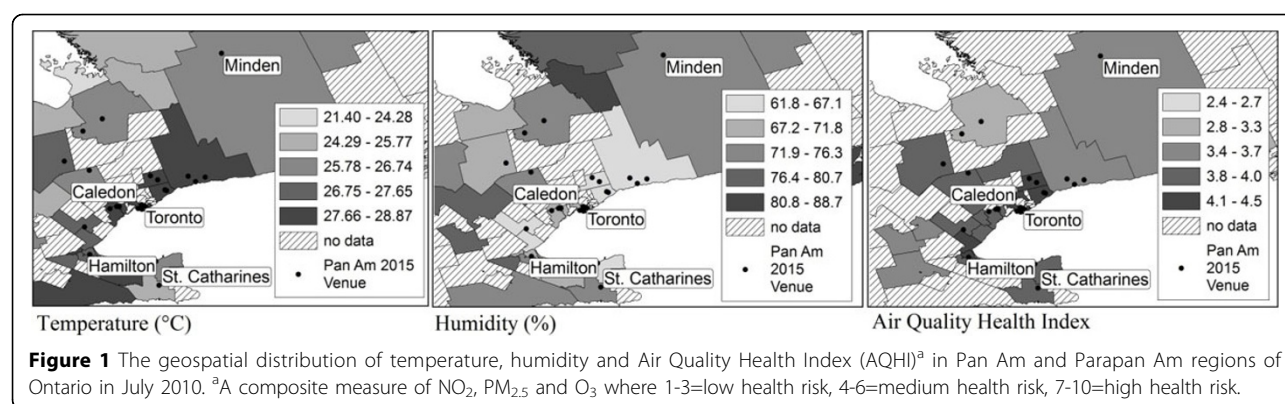 Minden
21.40 - 24.28
24.29 - 25.77
25.78 - 26.74
26.75 - 27.65
27.66 - 28.87
no data
Pan Am
2015
Venue
Caledon
Toronto
Hamilton
St. Catharines
Temperature (°C)
Minden
61.8 - 67.1
67.2 - 71.8
71.9 - 76.3
76.4 - 80.7
80.8 - 88.7
no data
Pan Am
2015
Venue
Caledon
Toronto
Hamilton
St. Catharines
Humidity (%)
Minden
2.4 - 2.7
2.8 - 3.3
3.4 - 3.7
3.8 - 4.0
4.1 - 4.5
no data
Pan Am
2015
Venue
Caledon
Toronto
Hamilton
St. Catharines
Air Quality Health Index
Figure 1 The geospatial distribution of temperature, humidity and Air Quality Health Index (AQHI)ᵃ in Pan Am and Parapan Am regions of
Ontario in July 2010. ᵃA composite measure of NO₂, PM₂.₅ and O₃ where 1-3=low health risk, 4-6=medium health risk, 7-10=high health risk.